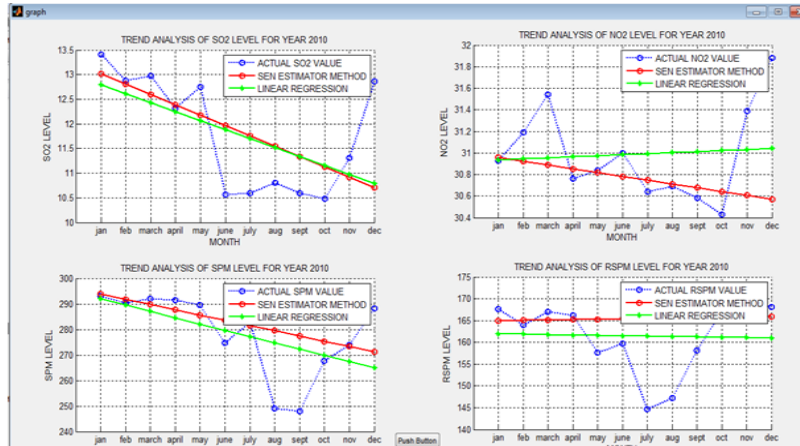 graph
TREND ANALYSIS OF SO2 LEVEL FOR YEAR 2010
ACTUAL SO2 VALUE
SEN ESTIMATOR METHOD
LINEAR REGRESSION
SO2 LEVEL
13.5
13
12.5
12
11.5
11
10.5
10
jan feb march april may june july aug sept oct nov dec
MONTH
TREND ANALYSIS OF NO2 LEVEL FOR YEAR 2010
ACTUAL NO2 VALUE
SEN ESTIMATOR METHOD
LINEAR REGRESSION
NO2 LEVEL
32
31.8
31.6
31.4
31.2
31
30.8
30.6
30.4
jan feb march april may june july aug sept oct nov dec
MONTH
TREND ANALYSIS OF SPM LEVEL FOR YEAR 2010
ACTUAL SPM VALUE
SEN ESTIMATOR METHOD
LINEAR REGRESSION
SPM LEVEL
300
290
280
270
260
250
240
jan feb march april may june july aug sept oct nov dec
TREND ANALYSIS OF RSPM LEVEL FOR YEAR 2010
ACTUAL RSPM VALUE
SEN ESTIMATOR METHOD
LINEAR REGRESSION
RSPM LEVEL
175
170
165
160
155
150
145
140
jan feb march april may june july aug sept oct nov dec
Push Button